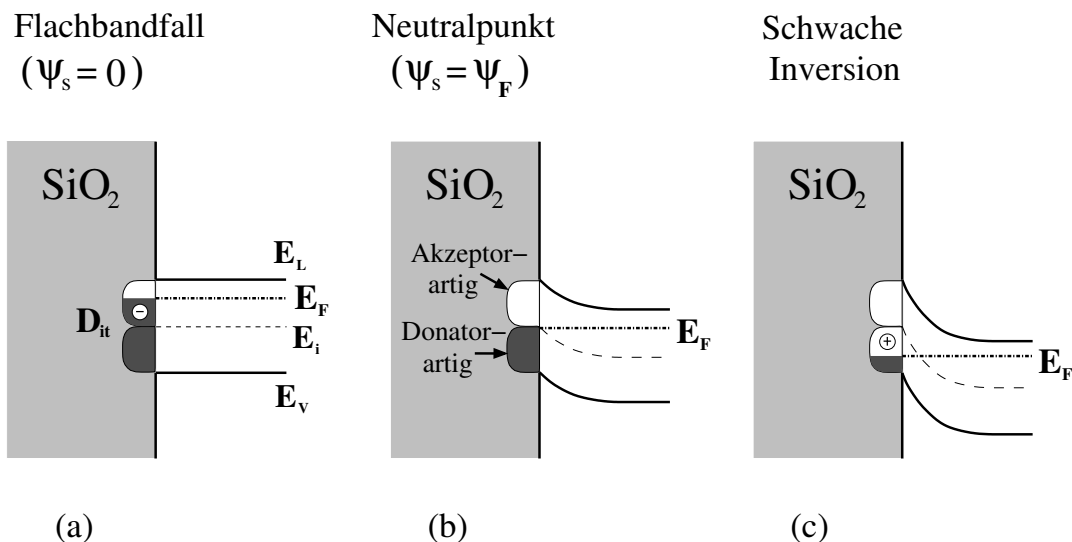 Flachbandfall
(Ψs = 0)
Neutralpunkt
(Ψs = ΨF)
Schwache
Inversion
SiO2
EL
EF
Dit
−
Ei
EV
SiO2
Akzeptor−
artig
Donator−
artig
EF
SiO2
+
EF
(a)
(b)
(c)